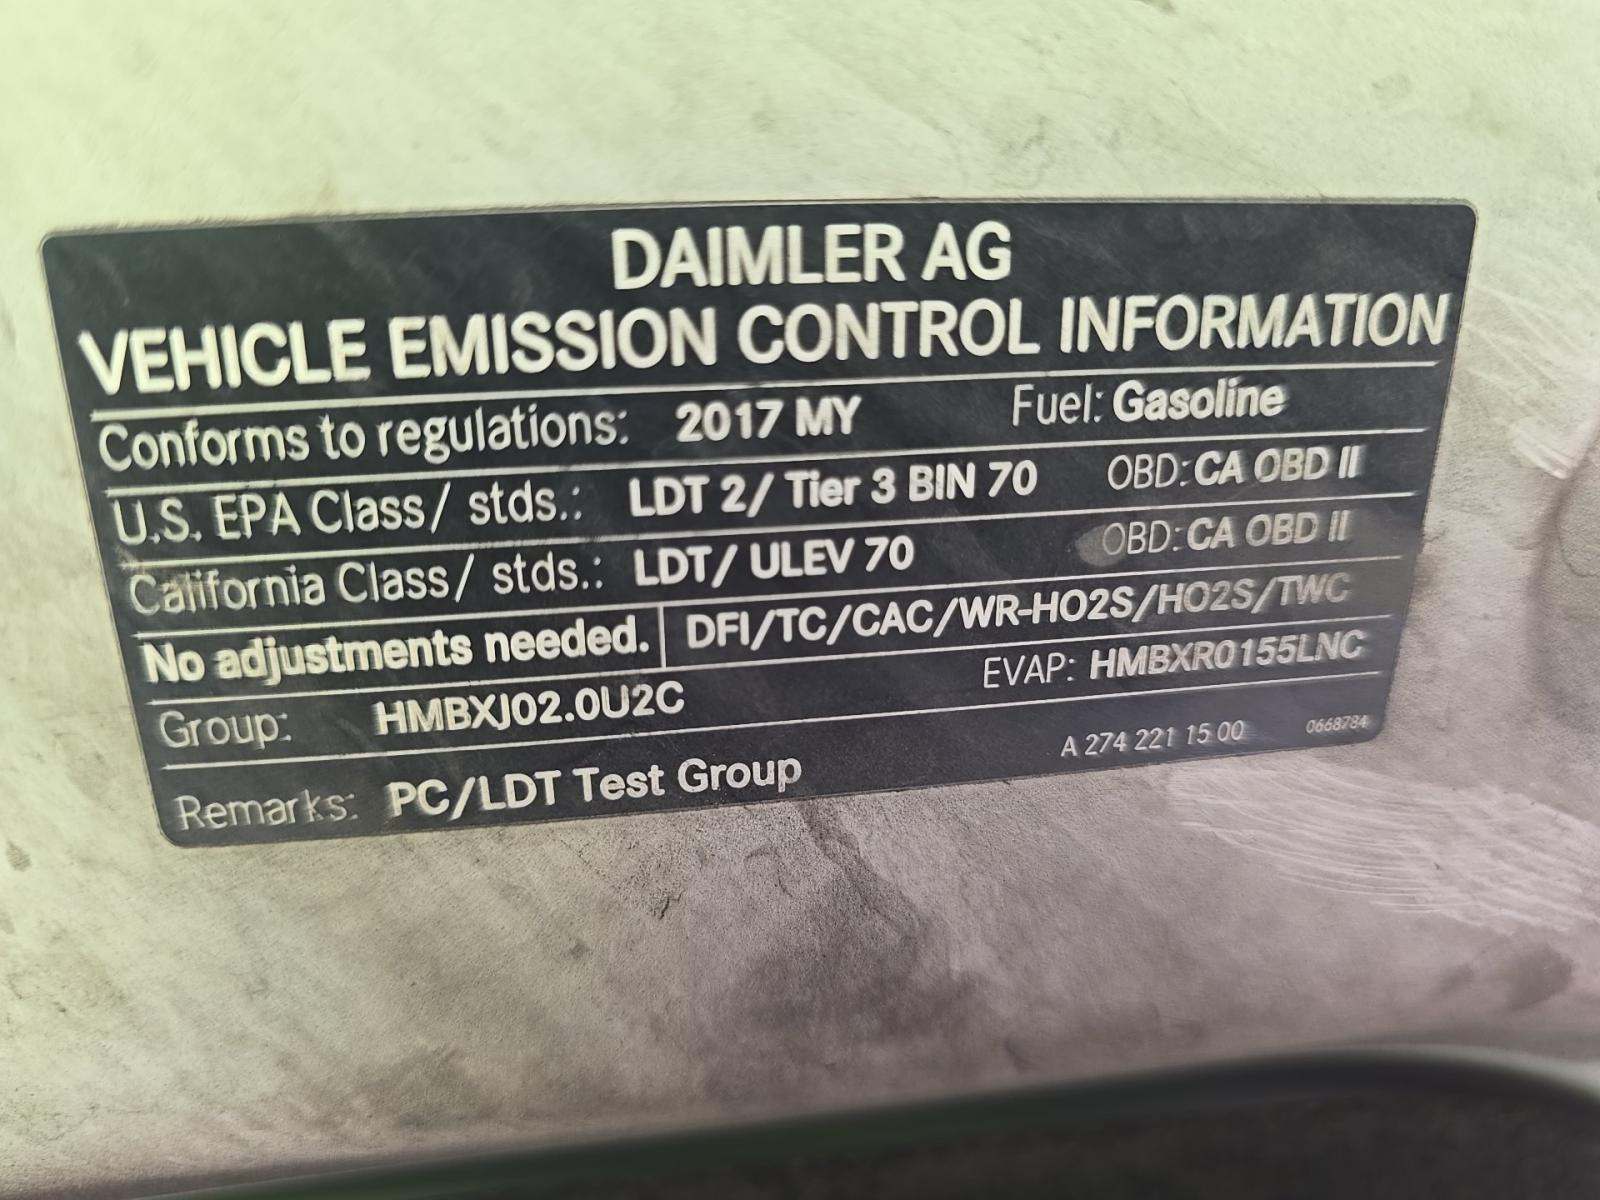 DAIMLER AG
VEHICLE EMISSION CONTROL INFORMATION
Conforms to regulations: 2017 MY Fuel: Gasoline
U.S. EPA Class/ stds.: LDT 2/ Tier 3 BIN 70 OBD: CA OBD II
California Class/ stds.: LDT/ ULEV 70 OBD: CA OBD II
No adjustments needed. DFI/TC/CAC/WR-HO2S/HO2S/TWC
Group: HMBXJ02.0U2C EVAP: HMBXR0155LNC
Remarks: PC/LDT Test Group A 274 221 15 00 0668784